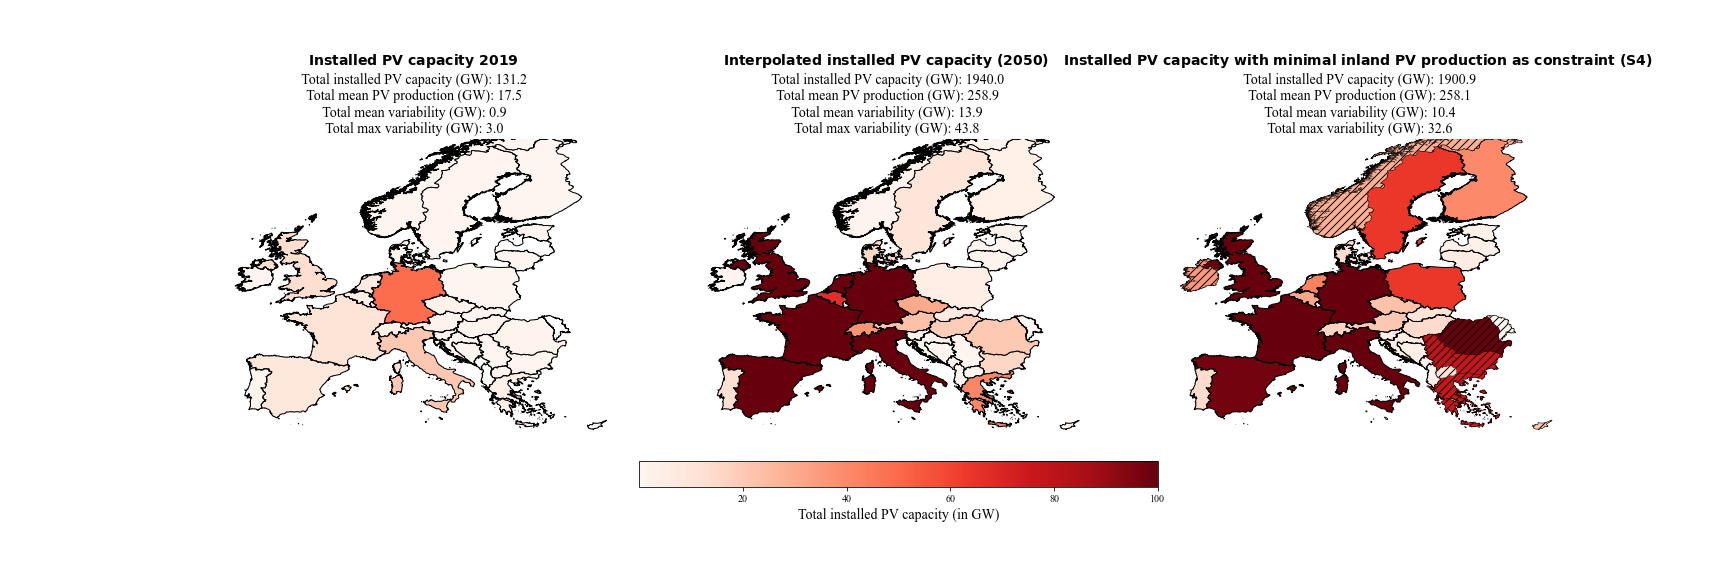 Installed PV capacity 2019
Total installed PV capacity (GW): 131.2
Total mean PV production (GW): 17.5
Total mean variability (GW): 0.9
Total max variability (GW): 3.0
Interpolated installed PV capacity (2050)
Total installed PV capacity (GW): 1940.0
Total mean PV production (GW): 258.9
Total mean variability (GW): 13.9
Total max variability (GW): 43.8
Installed PV capacity with minimal inland PV production as constraint (S4)
Total installed PV capacity (GW): 1900.9
Total mean PV production (GW): 258.1
Total mean variability (GW): 10.4
Total max variability (GW): 32.6
20 40 60 80 100
Total installed PV capacity (in GW)